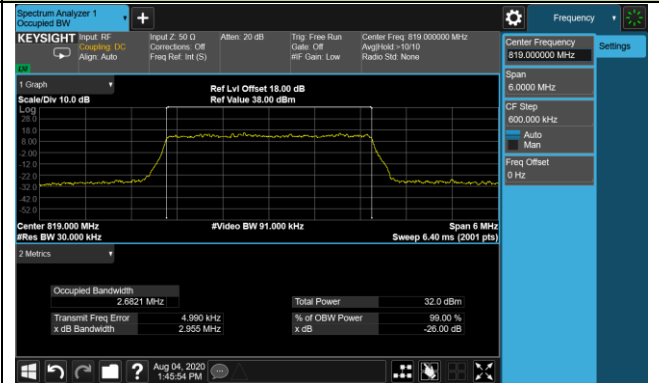 Spectrum Analyzer 1
Occupied BW
Frequency
KEYSIGHT
Input: RF
Coupling: DC
Align: Auto
Input Z: 50 Ω
Corrections: Off
Freq Ref: Int (S)
Atten: 20 dB
Trig: Free Run
Gate: Off
#IF Gain: Low
Center Freq: 819.000000 MHz
Avg|Hold:>10/10
Radio Std: None
Center Frequency
819.000000 MHz
Settings
Span
6.0000 MHz
CF Step
600.000 kHz
Auto
Man
Freq Offset
0 Hz
1 Graph
Scale/Div 10.0 dB
Ref Lvl Offset 18.00 dB
Ref Value 38.00 dBm
Log
28.0
18.0
8.00
-2.00
-12.0
-22.0
-32.0
-42.0
-52.0
Center 819.000 MHz
#Res BW 30.000 kHz
#Video BW 91.000 kHz
Span 6 MHz
Sweep 6.40 ms (2001 pts)
2 Metrics
Occupied Bandwidth
2.6821 MHz
Total Power 32.0 dBm
Transmit Freq Error 4.990 kHz
% of OBW Power 99.00 %
x dB Bandwidth 2.955 MHz
x dB -26.00 dB
Aug 04, 2020
1:45:54 PM